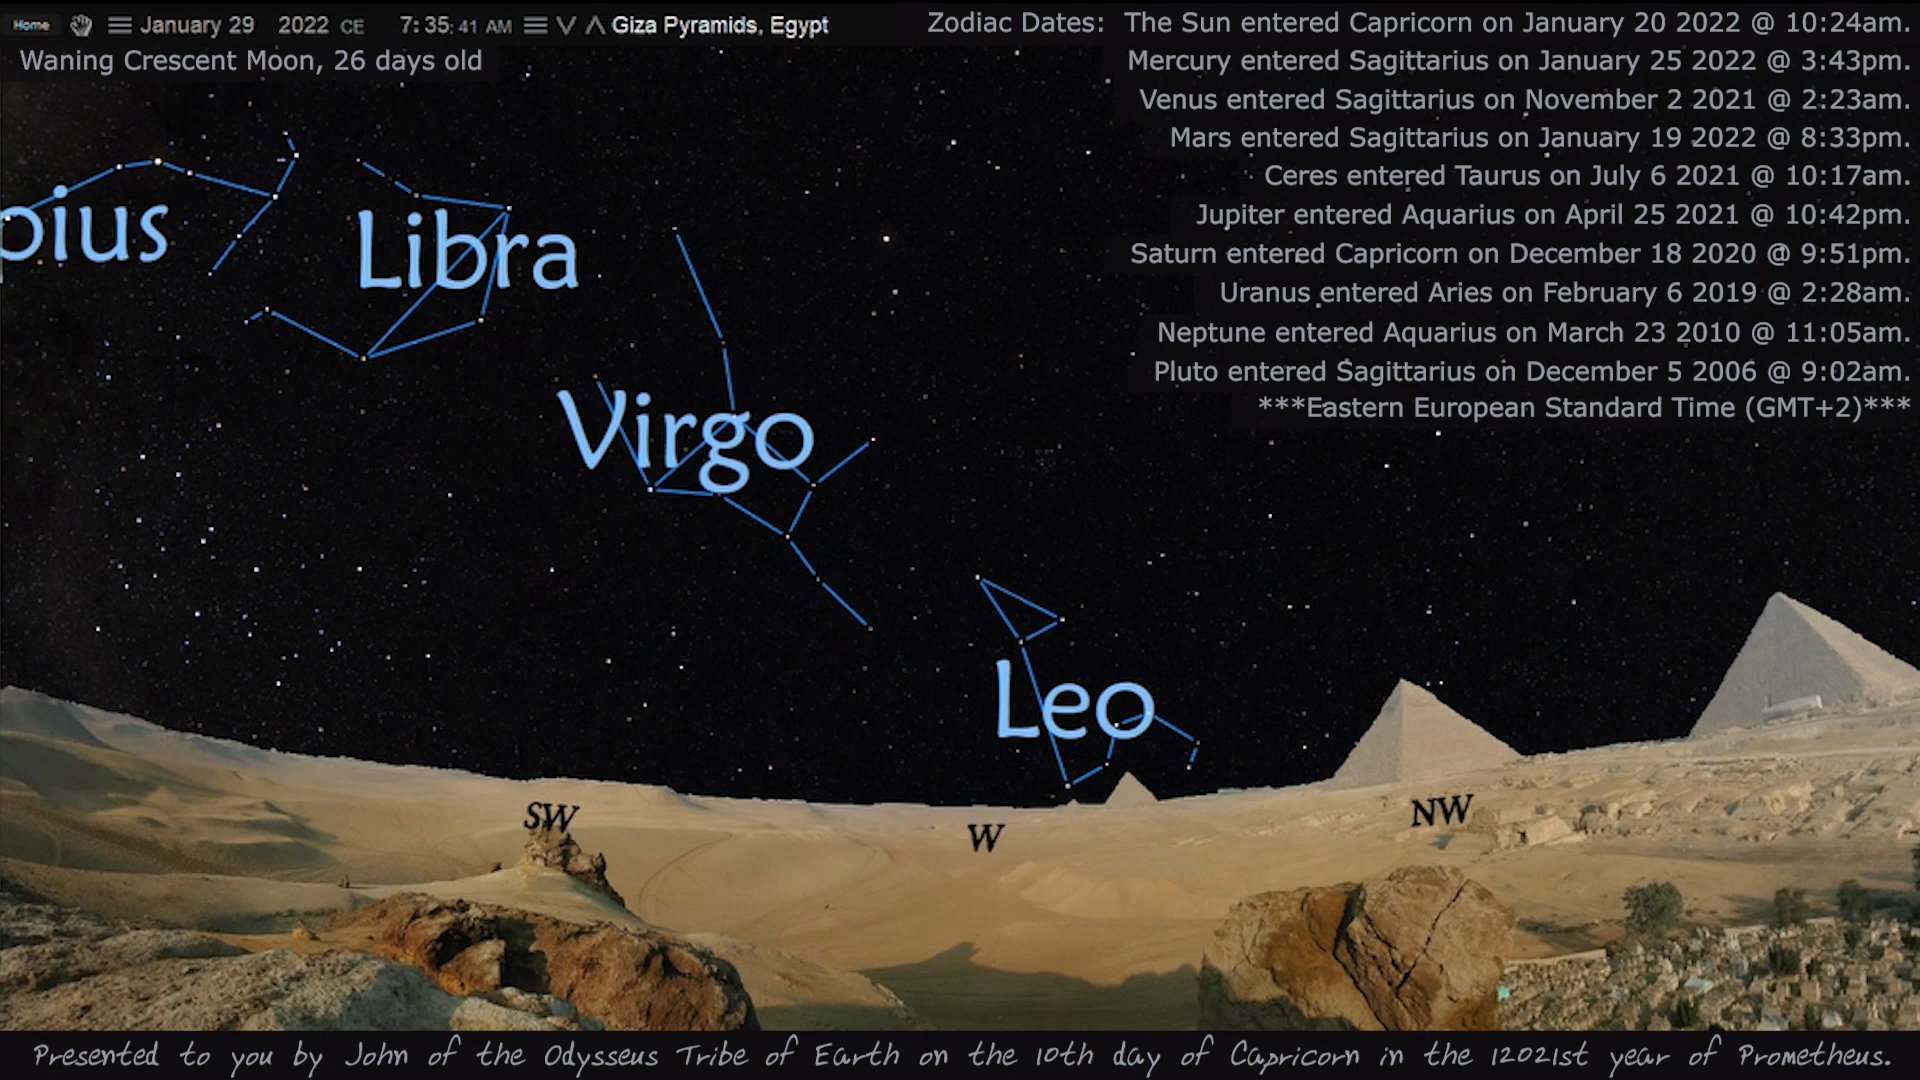 Home January 29 2022 CE 7:35:41 AM Giza Pyramids, Egypt
Waning Crescent Moon, 26 days old
Zodiac Dates: The Sun entered Capricorn on January 20 2022 @ 10:24am.
Mercury entered Sagittarius on January 25 2022 @ 3:43pm.
Venus entered Sagittarius on November 2 2021 @ 2:23am.
Mars entered Sagittarius on January 19 2022 @ 8:33pm.
Ceres entered Taurus on July 6 2021 @ 10:17am.
Jupiter entered Aquarius on April 25 2021 @ 10:42pm.
Saturn entered Capricorn on December 18 2020 @ 9:51pm.
Uranus entered Aries on February 6 2019 @ 2:28am.
Neptune entered Aquarius on March 23 2010 @ 11:05am.
Pluto entered Sagittarius on December 5 2006 @ 9:02am.
***Eastern European Standard Time (GMT+2)***
pius
Libra
Virgo
Leo
SW
W
NW
Presented to you by John of the Odysseus Tribe of Earth on the 10th day of Capricorn in the 12021st year of Prometheus.